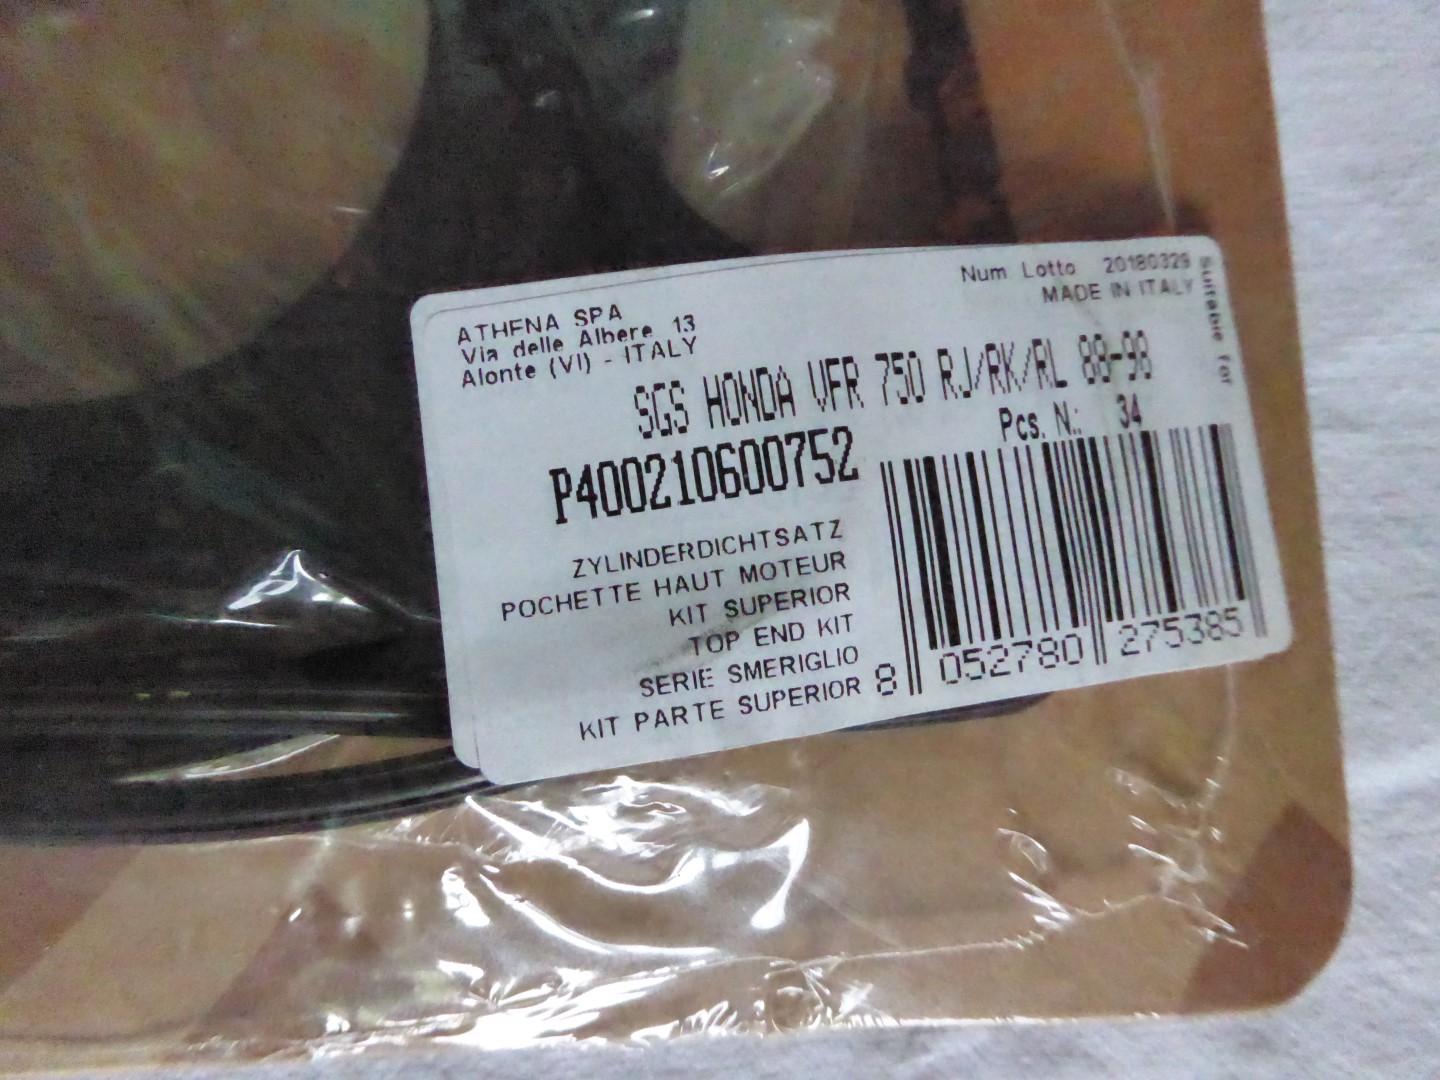 ATHENA SPA
Via delle Albere 13
Alonte (VI) - ITALY
Num Lotto 20180329
MADE IN ITALY
Suitable for
SGS HONDA VFR 750 RJ/RK/RL 88-98
Pcs. N.: 34
P400210600752
ZYLINDERDICHTSATZ
POCHETTE HAUT MOTEUR
KIT SUPERIOR
TOP END KIT
SERIE SMERIGLIO
KIT PARTE SUPERIOR
8 052780 275385